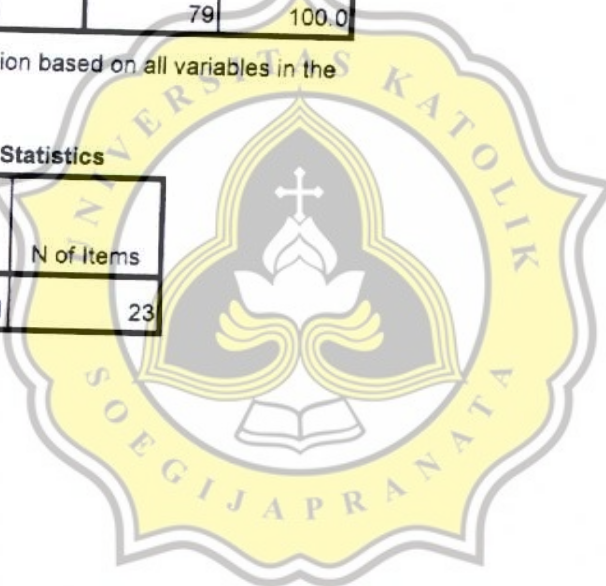 79 100.0
ion based on all variables in the
Statistics
N of Items
23
UNIVERSITAS KATOLIK
SOEGIJAPRANATA